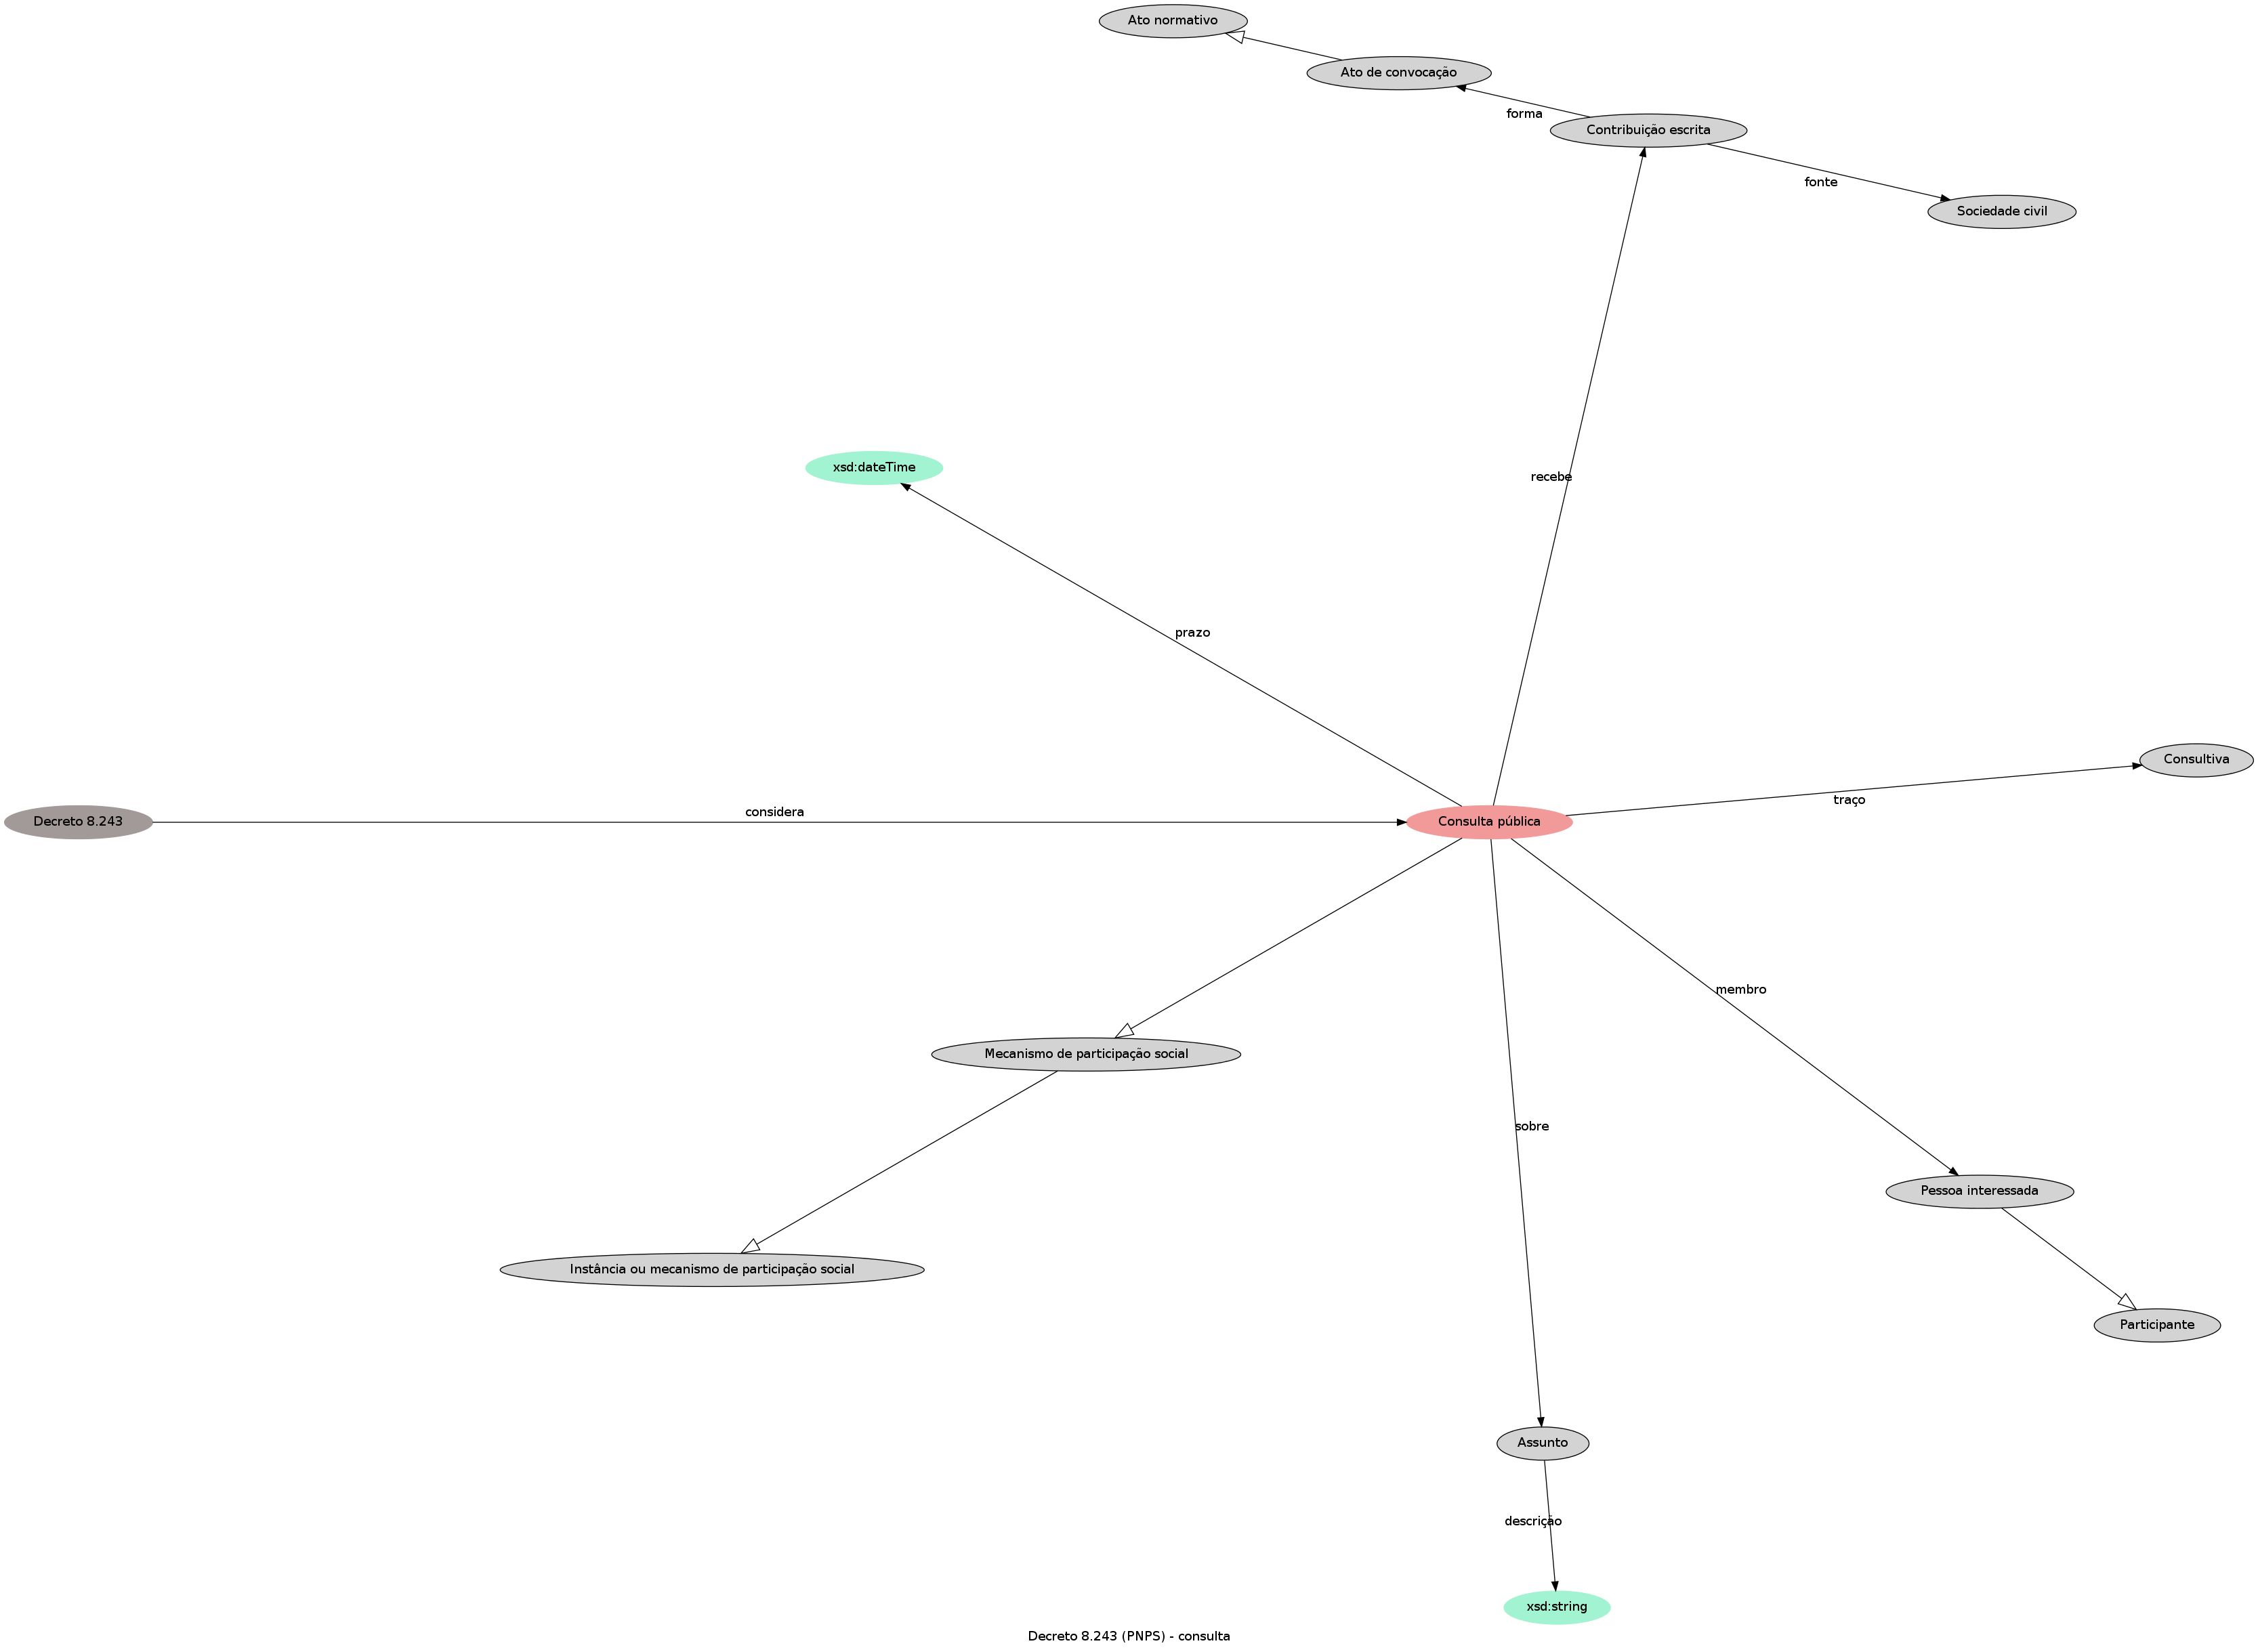 Ato normativo
Ato de convocação
forma
Contribuição escrita
fonte
Sociedade civil
xsd:dateTime
recebe
prazo
Consultiva
traço
considera
Decreto 8.243
Consulta pública
membro
Mecanismo de participação social
sobre
Pessoa interessada
Instância ou mecanismo de participação social
Participante
Assunto
descrição
xsd:string
Decreto 8.243 (PNPS) - consulta